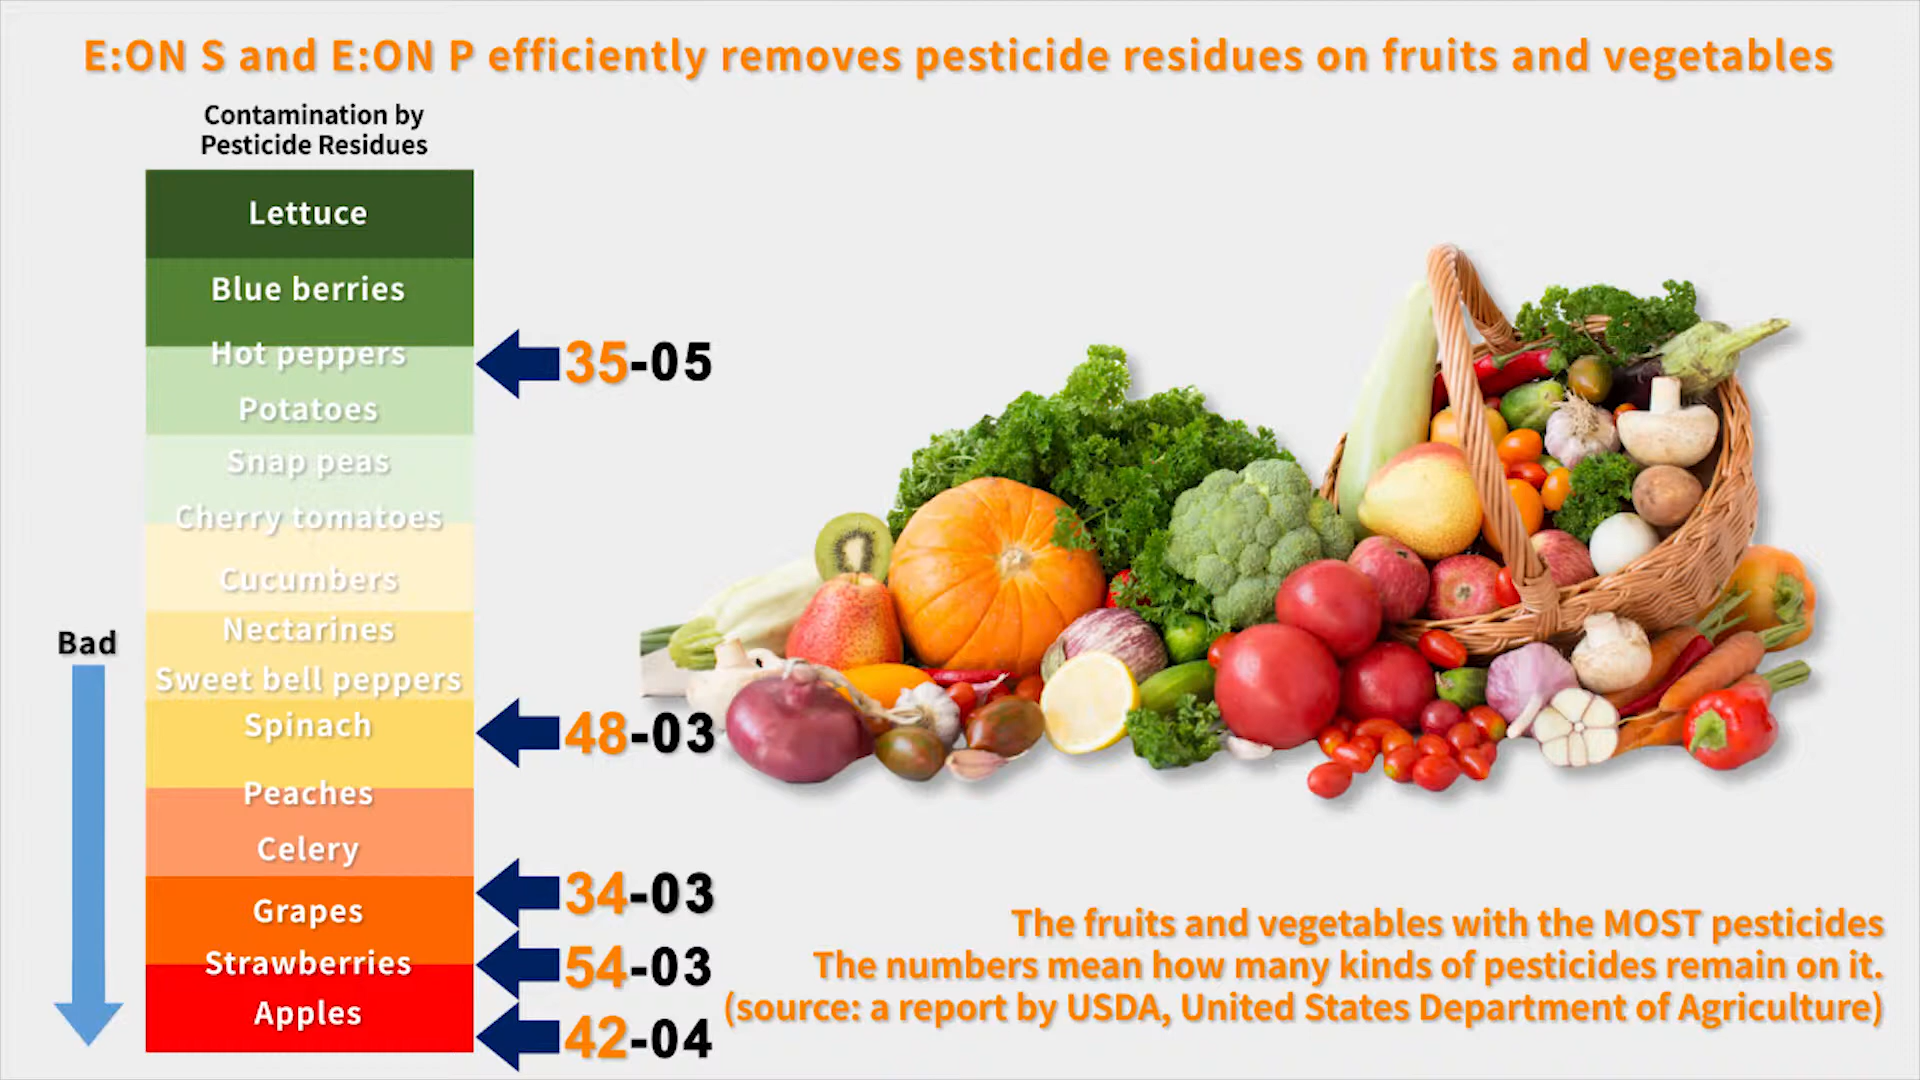 E:ON S and E:ON P efficiently removes pesticide residues on fruits and vegetables
Contamination by
Pesticide Residues
Lettuce
Blue berries
Hot peppers
35-05
Potatoes
Snap peas
Cherry tomatoes
Cucumbers
Nectarines
Bad
Sweet bell peppers
Spinach
48-03
Peaches
Celery
Grapes
34-03
Strawberries
54-03
Apples
42-04
The fruits and vegetables with the MOST pesticides
The numbers mean how many kinds of pesticides remain on it.
(source: a report by USDA, United States Department of Agriculture)